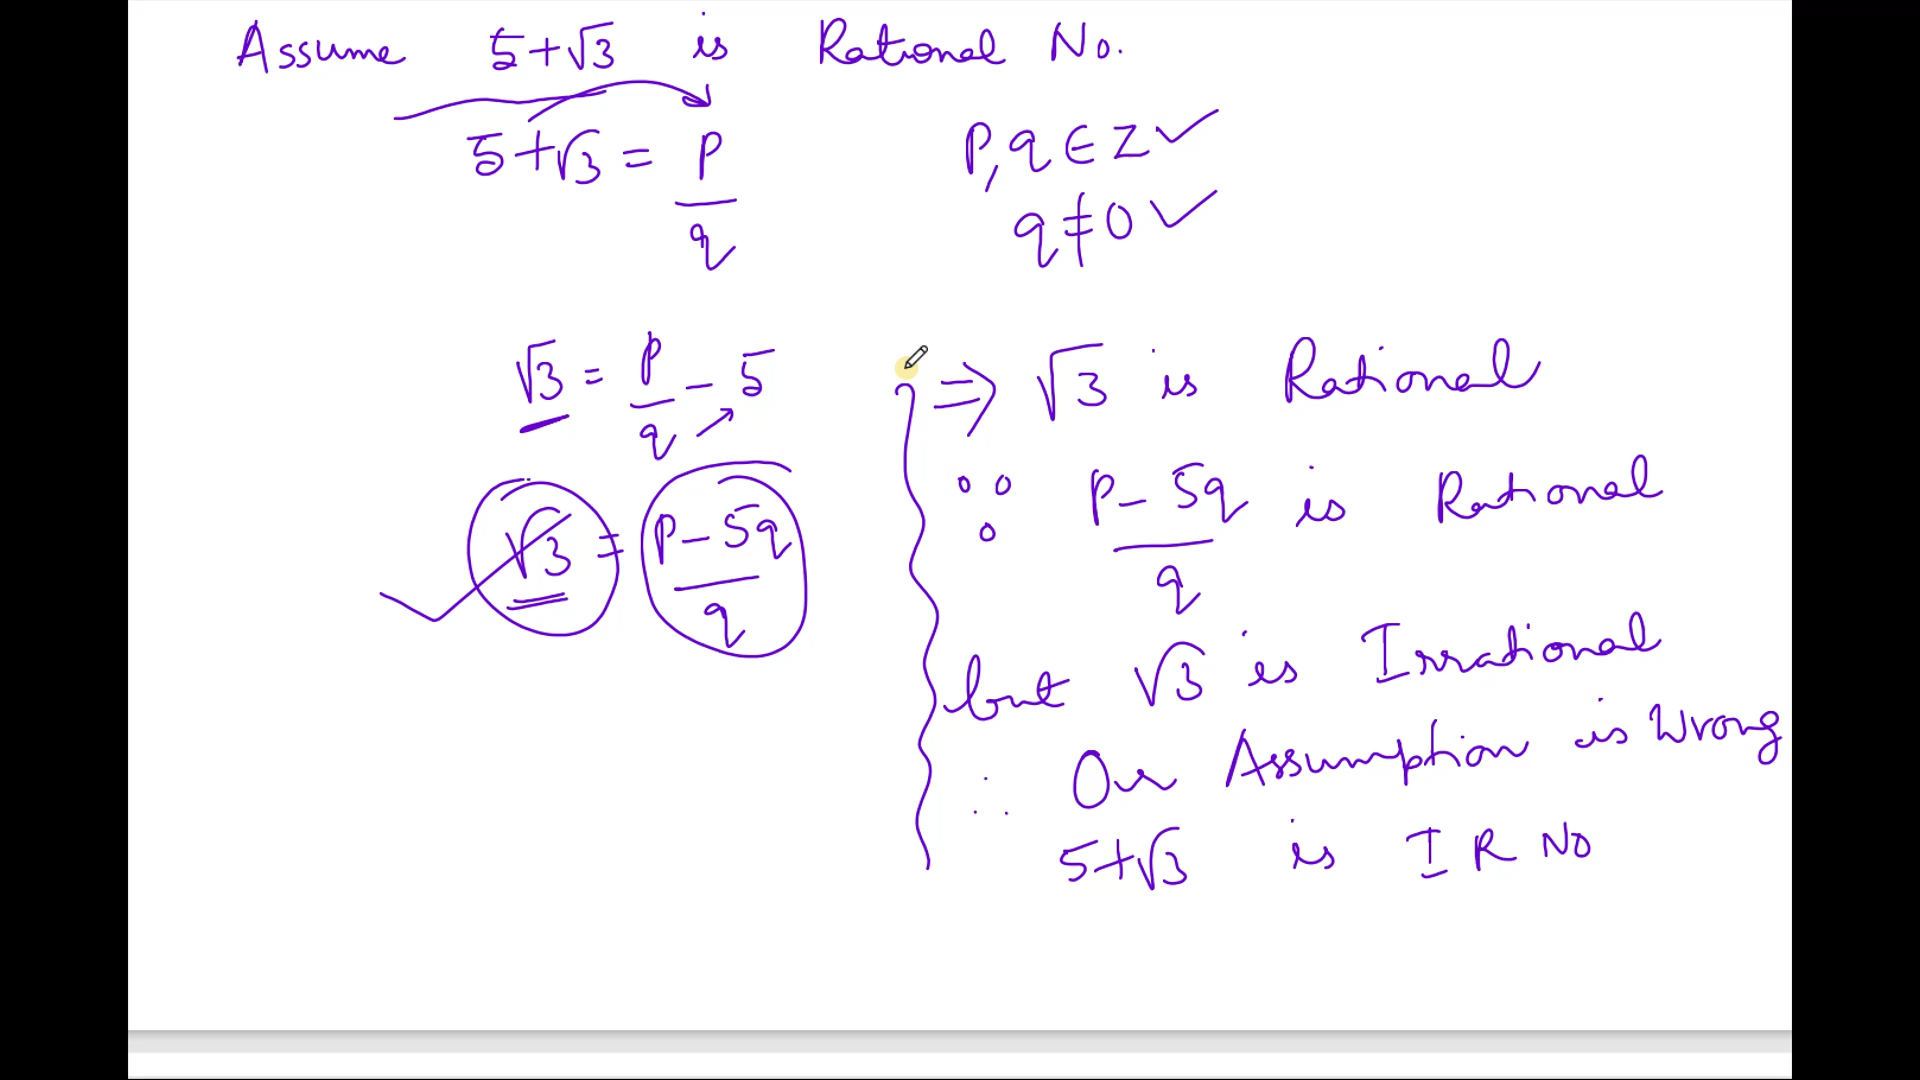 Assume 5+√3 is Rational No.
5+√3 = P/q
P, q ∈ Z ✓
q ≠ 0 ✓
√3 = P/q - 5
√3 = P-5q/q
⇒ √3 is Rational
∵ P-5q/q is Rational
but √3 is Irrational
∴ Our Assumption is Wrong
5+√3 is I R No